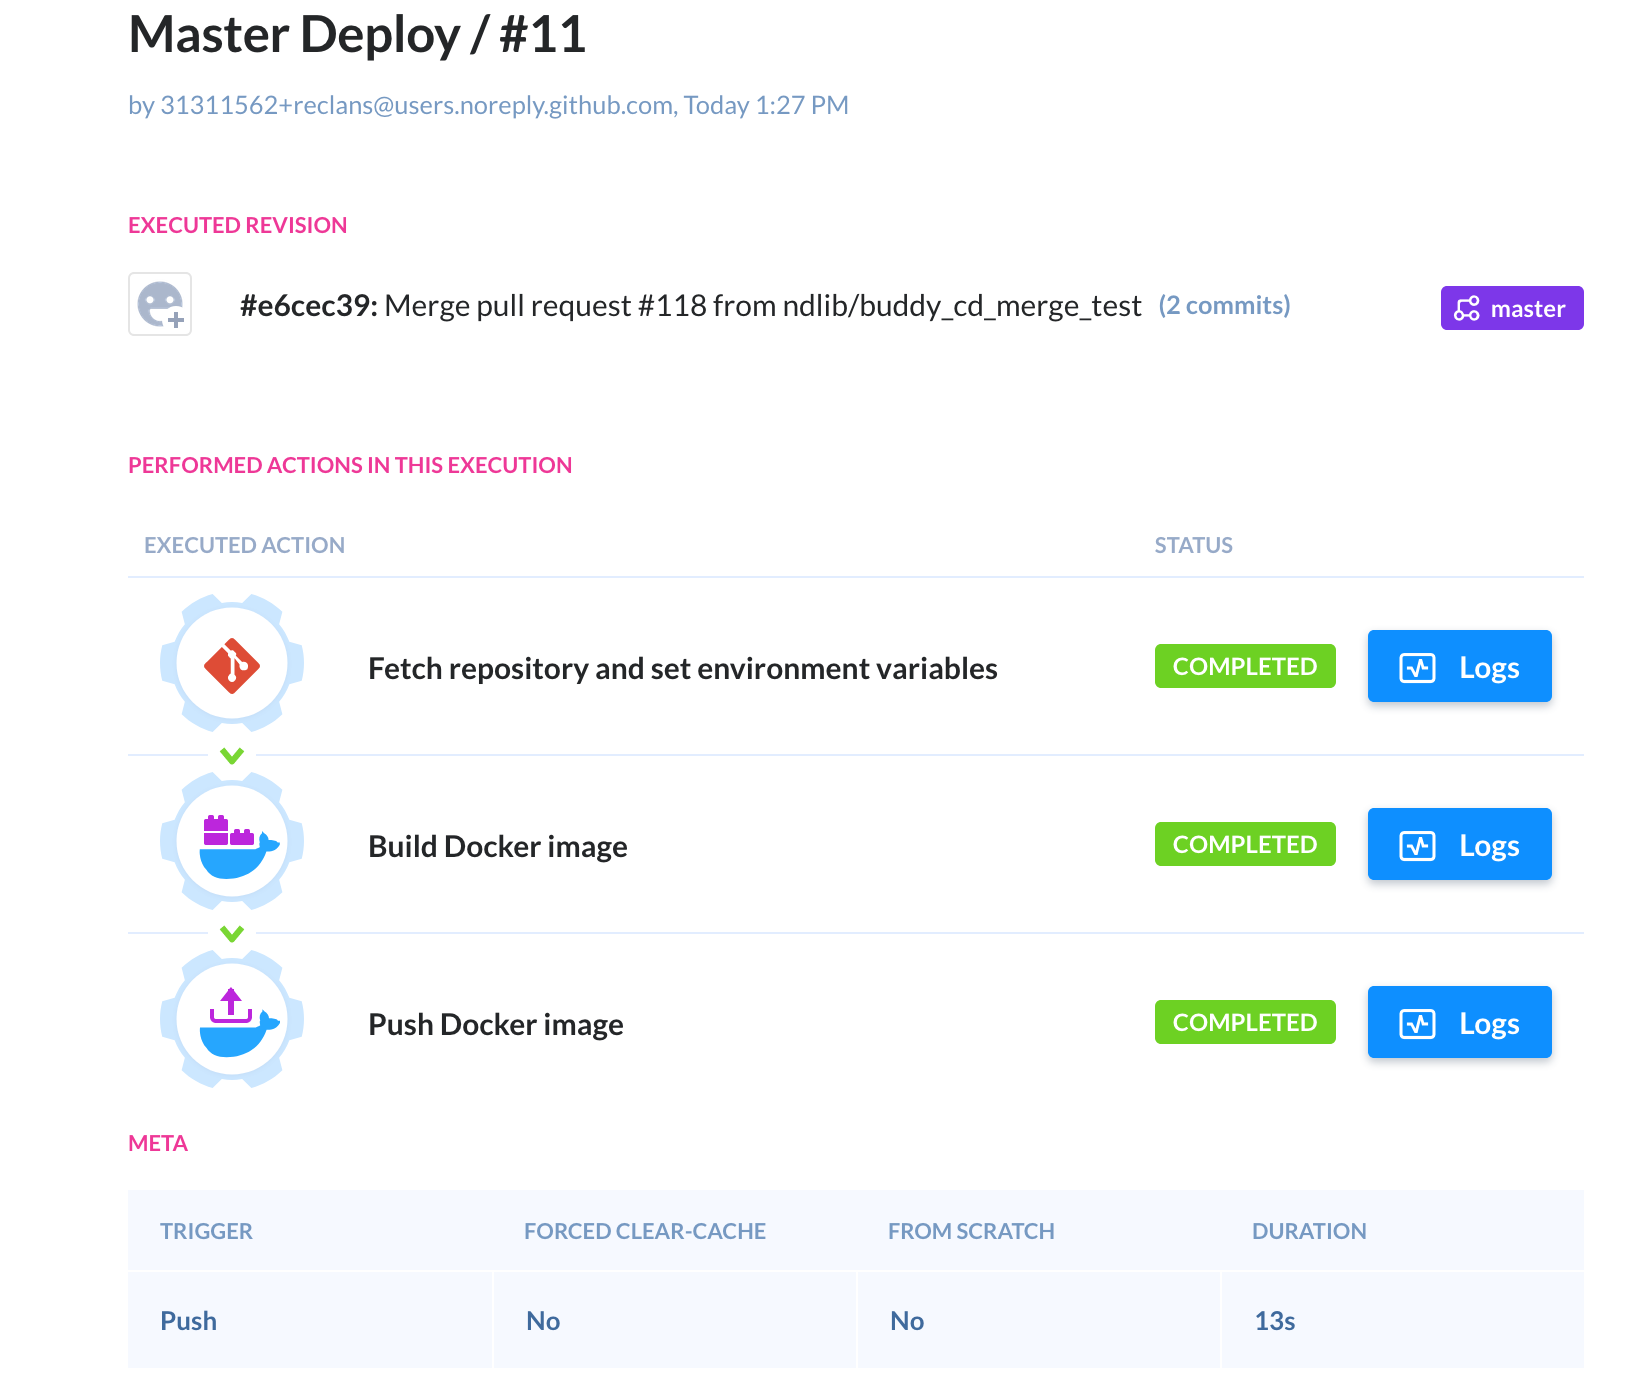 Master Deploy / #11
by 31311562+reclans@users.noreply.github.com, Today 1:27 PM
EXECUTED REVISION
#e6cec39: Merge pull request #118 from ndlib/buddy_cd_merge_test (2 commits) master
PERFORMED ACTIONS IN THIS EXECUTION
EXECUTED ACTION STATUS
Fetch repository and set environment variables COMPLETED Logs
Build Docker image COMPLETED Logs
Push Docker image COMPLETED Logs
META
TRIGGER FORCED CLEAR-CACHE FROM SCRATCH DURATION
Push No No 13s